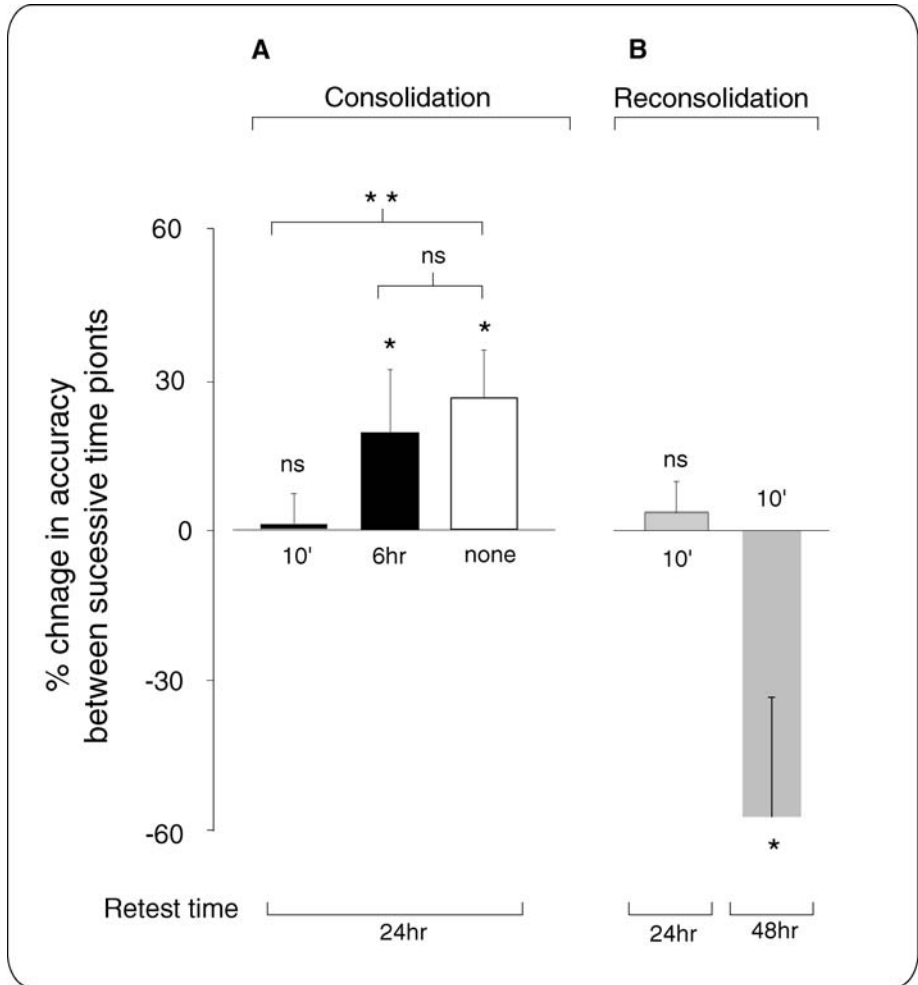 A
B
Consolidation
Reconsolidation
**
60
ns
*
*
30
ns
ns
10'
0
10'
6hr
none
10'
-30
-60
*
% chnage in accuracy
between sucessive time pionts
Retest time
24hr
24hr
48hr